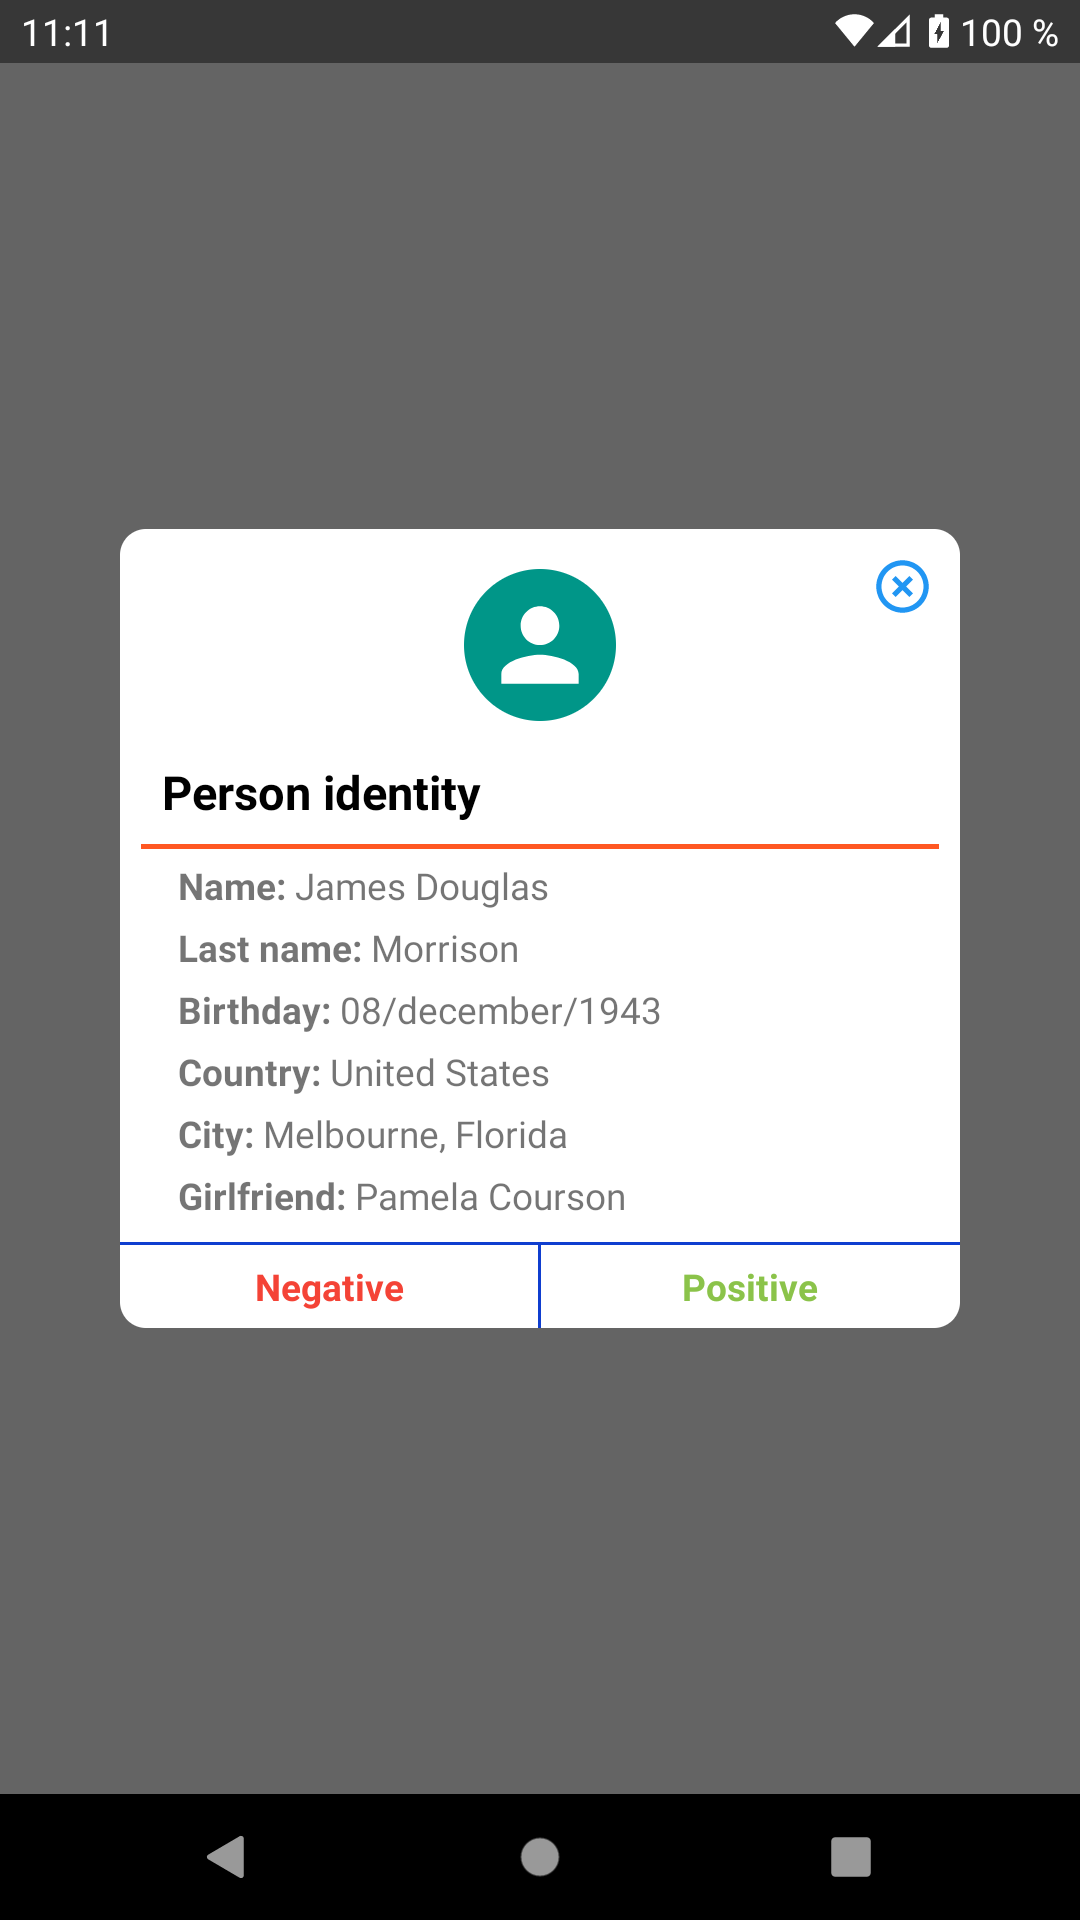 11:11 100 %
Person identity
Name: James Douglas
Last name: Morrison
Birthday: 08/december/1943
Country: United States
City: Melbourne, Florida
Girlfriend: Pamela Courson
Negative Positive